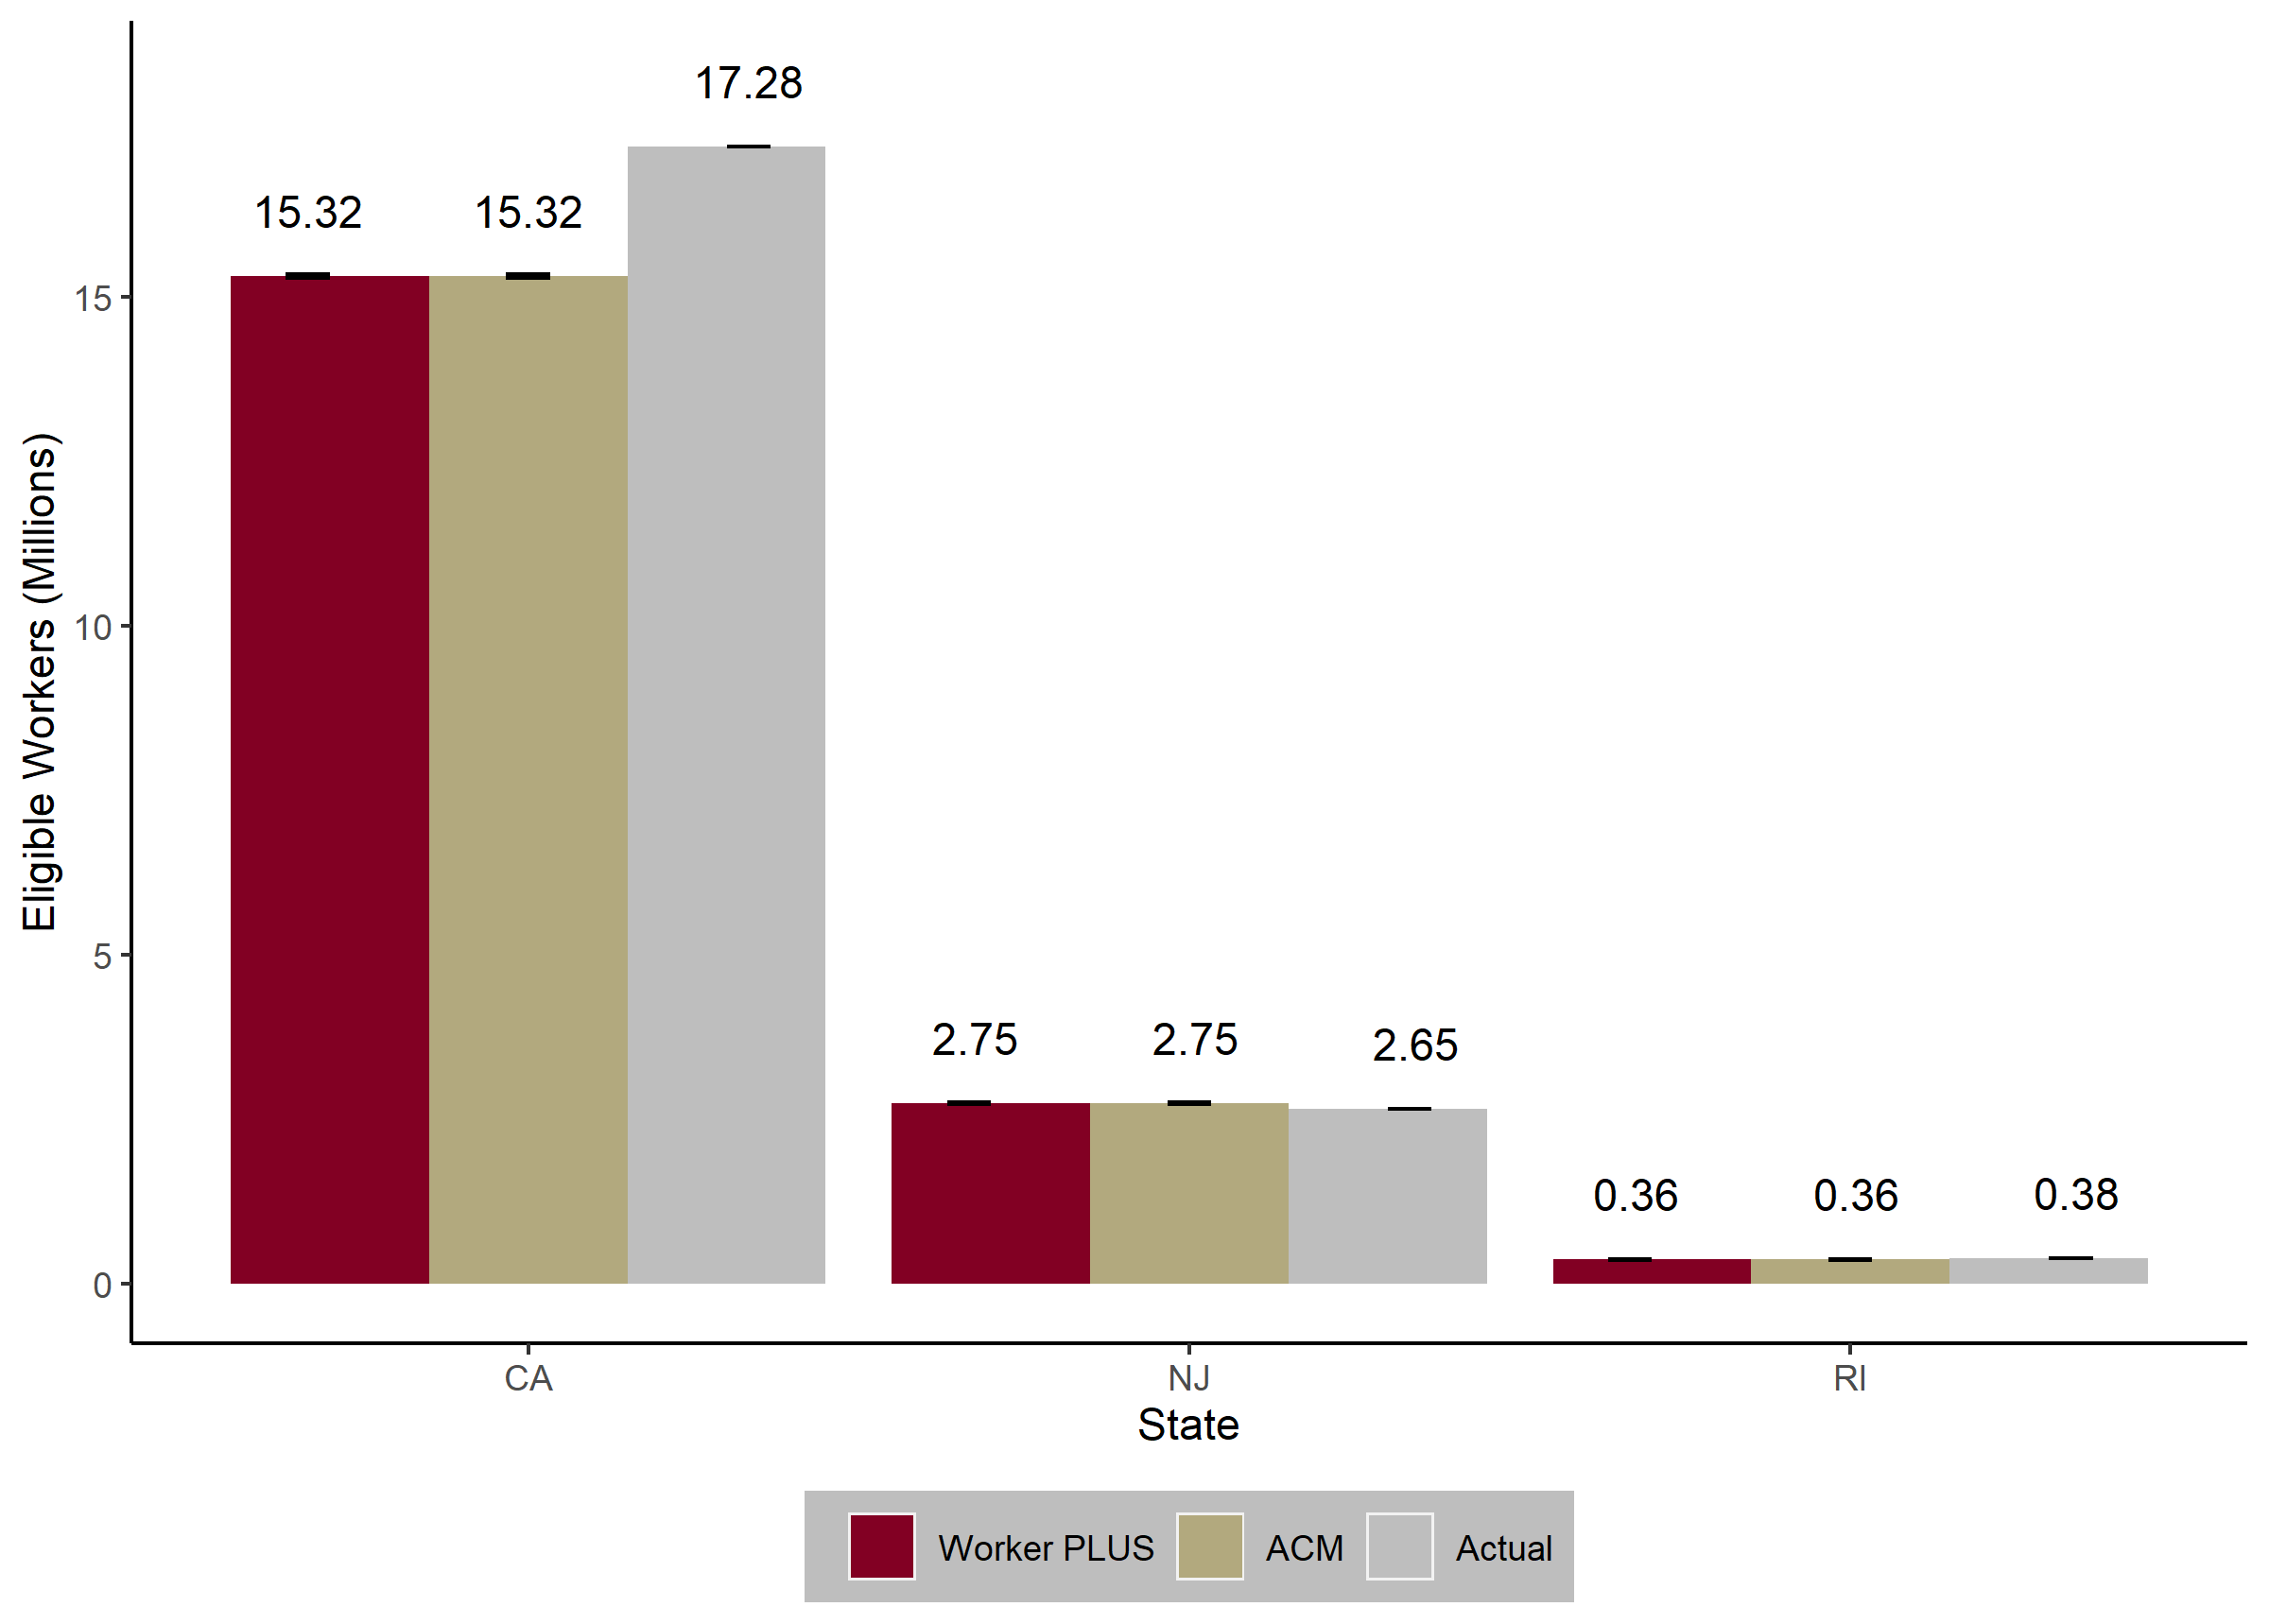 17.28
15.32 15.32
15
10
5
0
2.75 2.75 2.65
0.36 0.36 0.38
Eligible Workers (Millions)
CA NJ RI
State
Worker PLUS ACM Actual